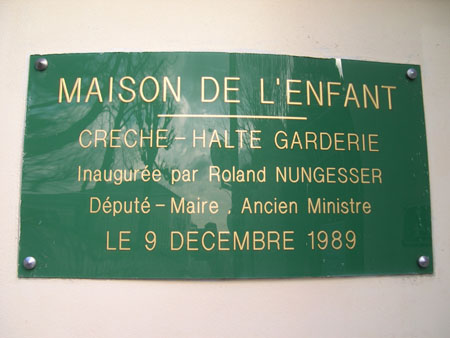 MAISON DE L'ENFANT
CRECHE - HALTE GARDERIE
Inaugurée par Roland NUNGESSER
Député - Maire . Ancien Ministre
LE 9 DECEMBRE 1989